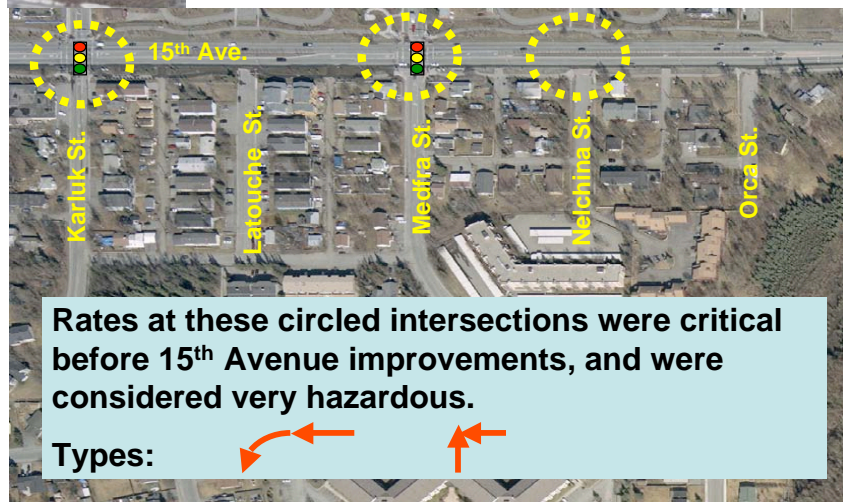 15th Ave.
Karluk St.
Latouche St.
Medfra St.
Nelchina St.
Orca St.
Rates at these circled intersections were critical
before 15th Avenue improvements, and were
considered very hazardous.
Types: